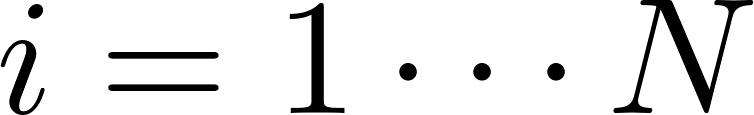 i = 1 ⋯ N